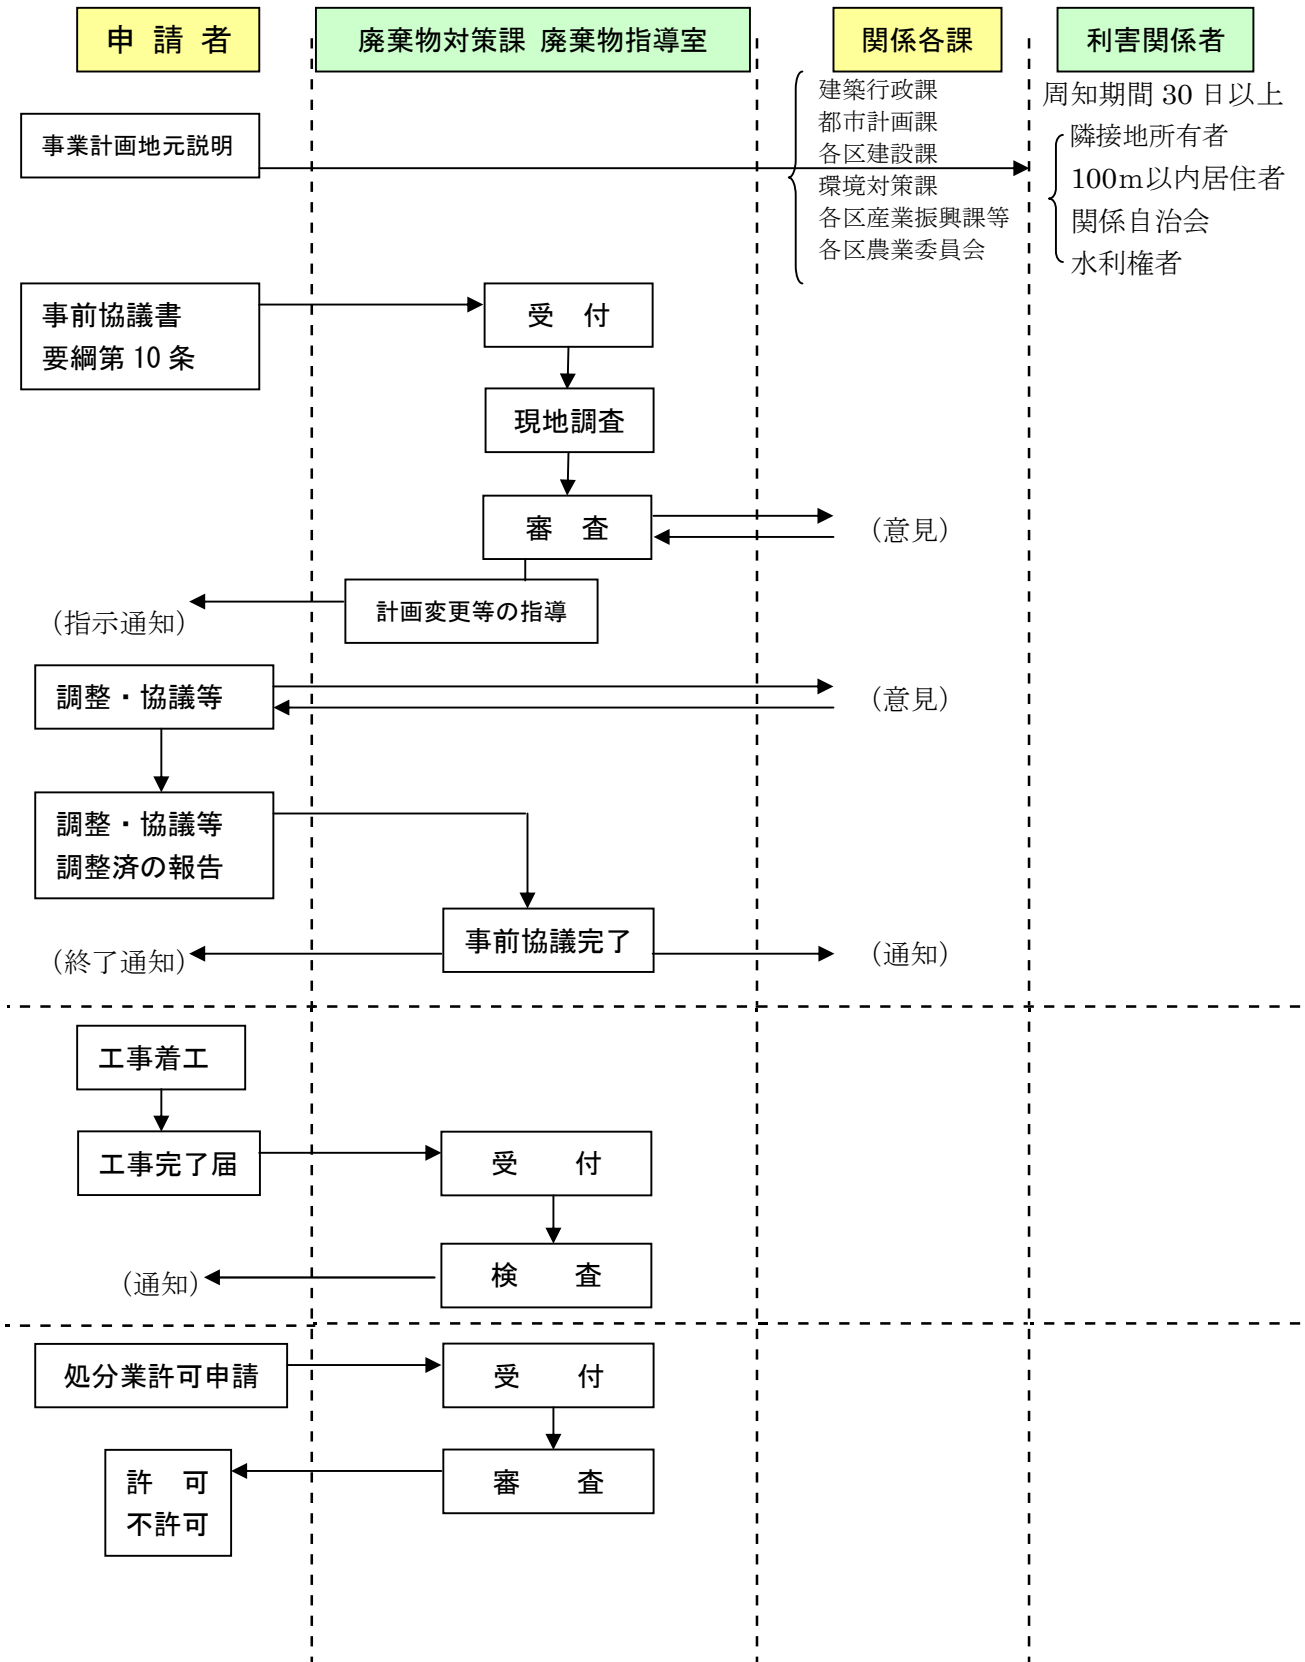 申 請 者
廃棄物対策課 廃棄物指導室
関係各課
利害関係者
建築行政課
都市計画課
各区建設課
環境対策課
各区産業振興課等
各区農業委員会
周知期間 30 日以上
隣接地所有者
100m以内居住者
関係自治会
水利権者
事業計画地元説明
事前協議書
要綱第 10 条
受 付
現地調査
審 査
(意見)
計画変更等の指導
(指示通知)
調整・協議等
(意見)
調整・協議等
調整済の報告
事前協議完了
(終了通知)
(通知)
工事着工
工事完了届
受 付
検 査
(通知)
処分業許可申請
受 付
審 査
許 可
不許可